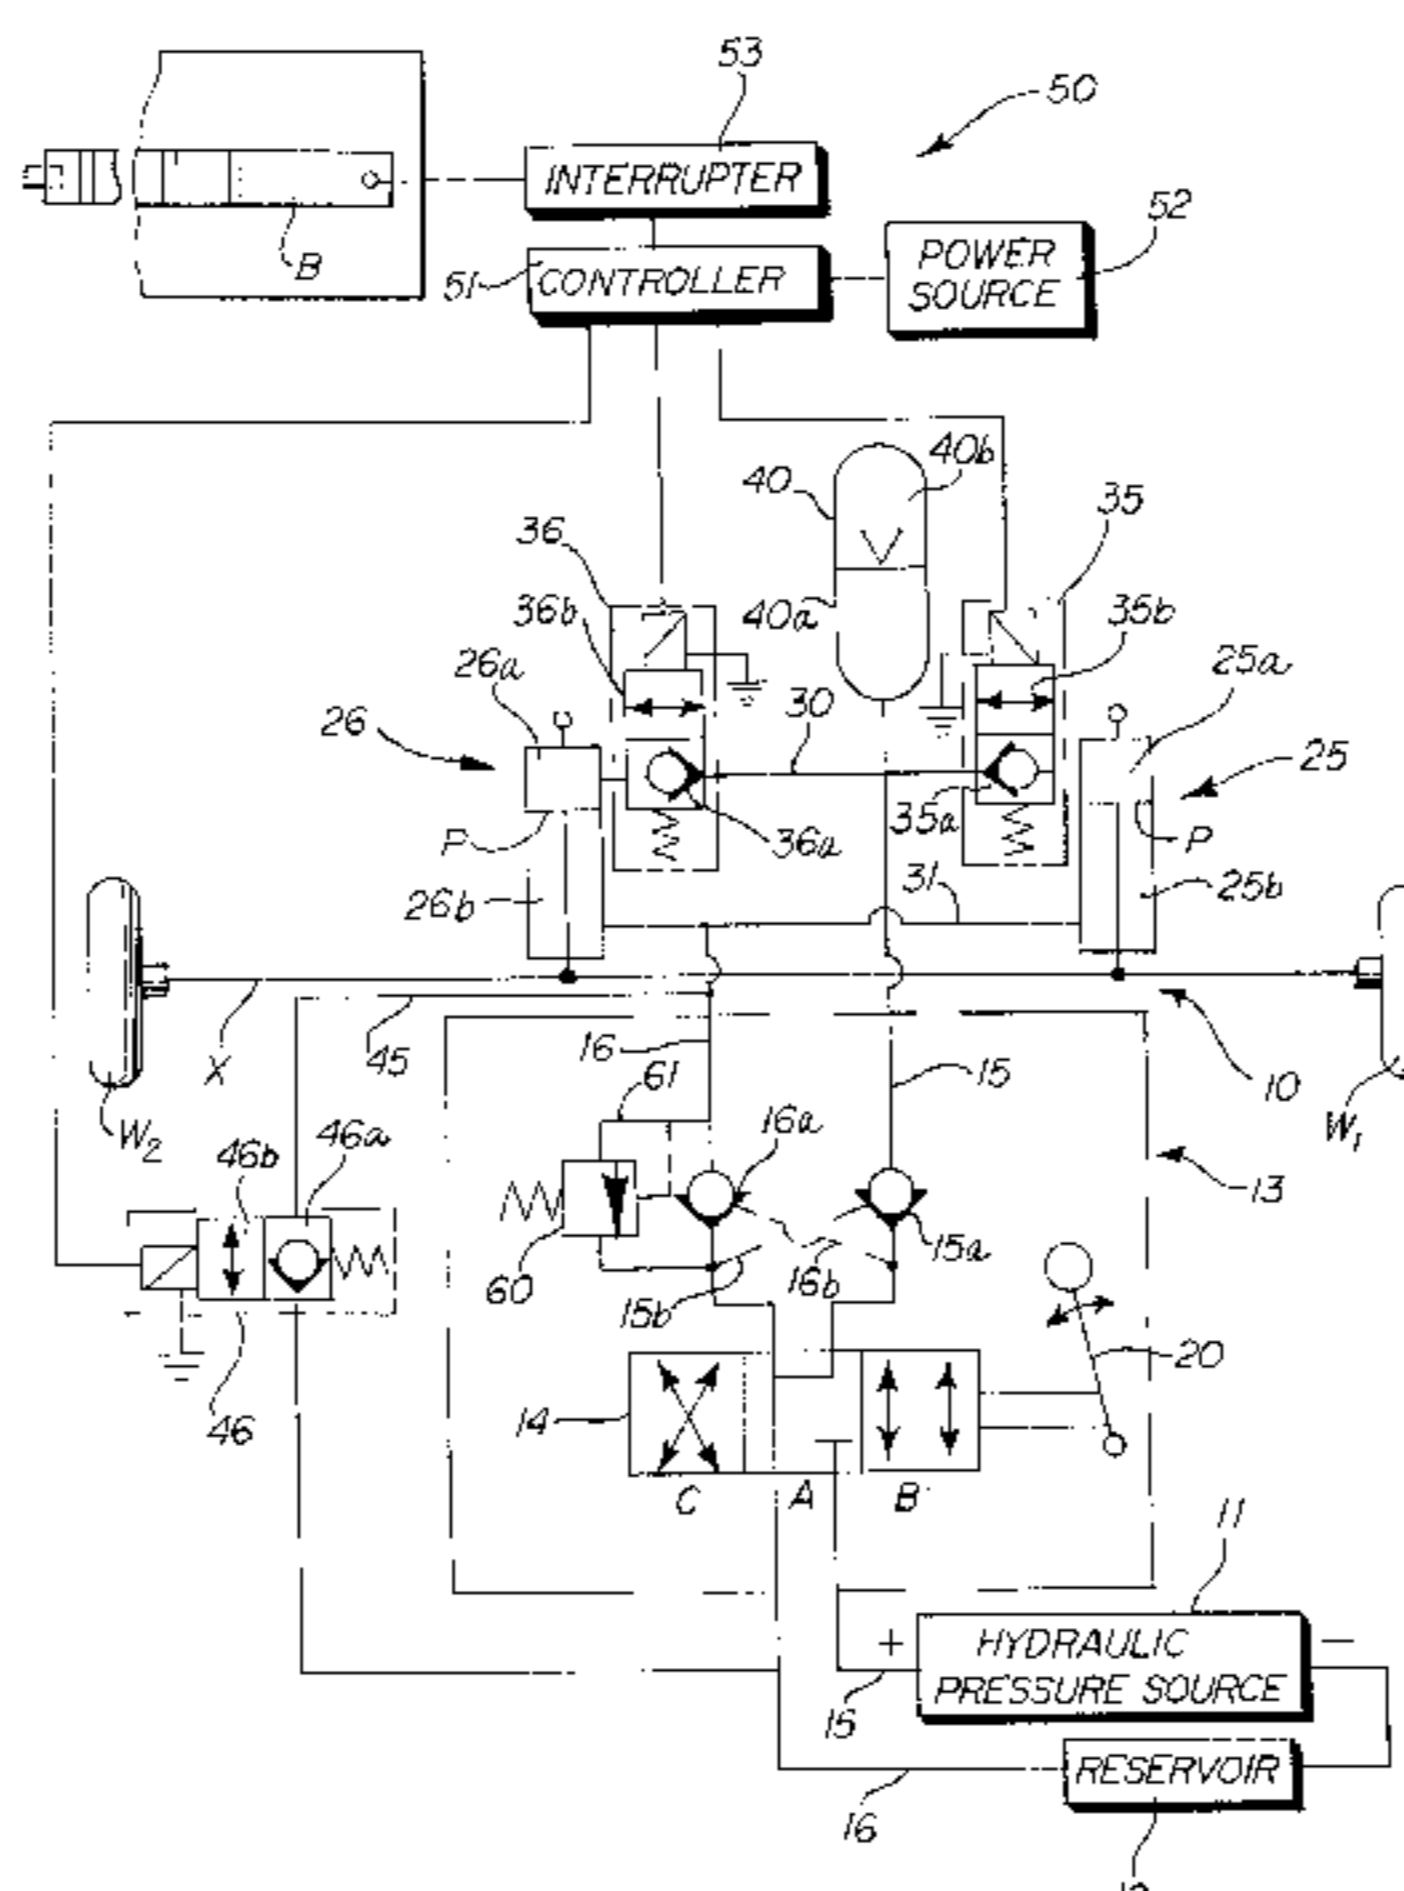 53
50
INTERRUPTER
52
POWER
SOURCE
B
51
CONTROLLER
40
40b
35
36
36b
40a
35b
26a
25a
26
30
25
P
36a
35a
P
26b
31
25b
X
45
16
15
10
W2
61
W1
46b
46a
16a
13
60
15b
16b
15a
20
46
14
C
A
B
11
+
HYDRAULIC
PRESSURE SOURCE
−
15
RESERVOIR
16